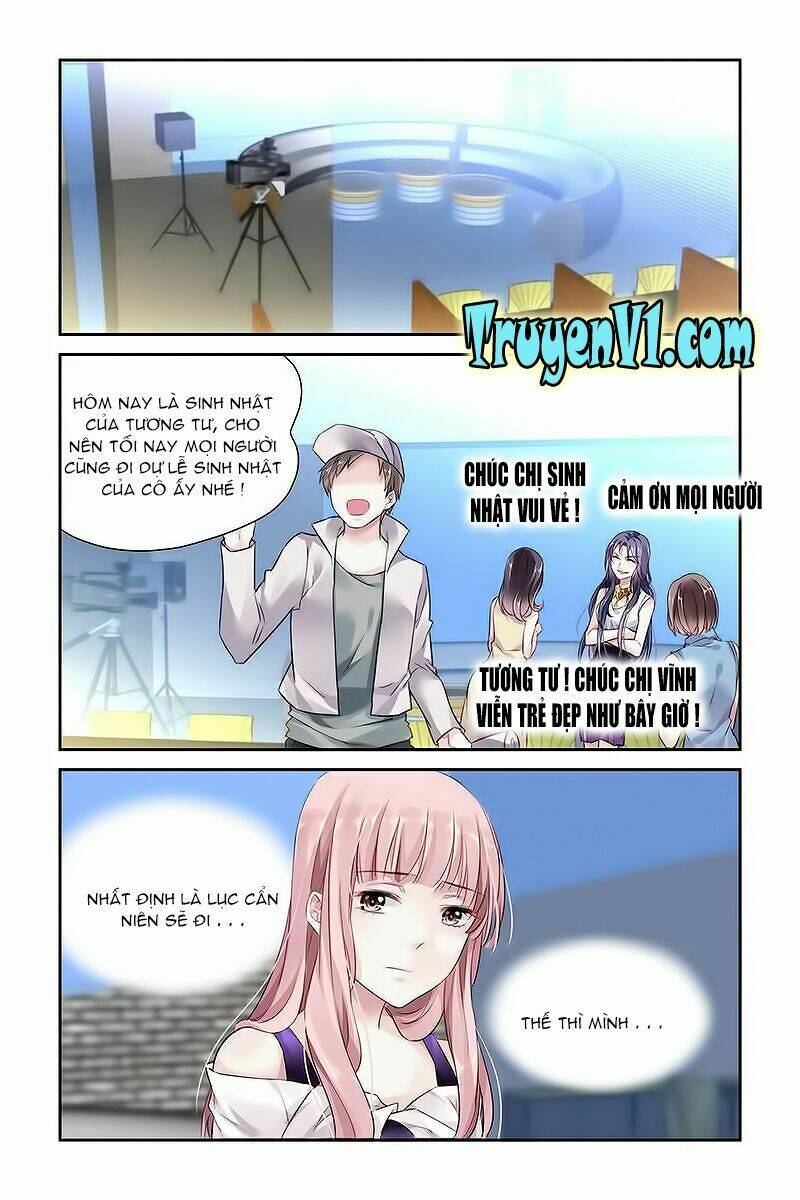 TruyenV1.com
HÔM NAY LÀ SINH NHẬT
CỦA TƯƠNG TƯ, CHO
NÊN TỐI NAY MỌI NGƯỜI
CŨNG ĐI DỰ LỄ SINH NHẬT
CỦA CÔ ẤY NHÉ !
CHÚC CHỊ SINH
NHẬT VUI VẺ !
CẢM ƠN MỌI NGƯỜI
TƯƠNG TƯ ! CHÚC CHỊ VĨNH
VIỄN TRẺ ĐẸP NHƯ BÂY GIỜ !
NHẤT ĐỊNH LÀ LỤC CẨN
NIÊN SẼ ĐI . . .
THẾ THÌ MÌNH . . .